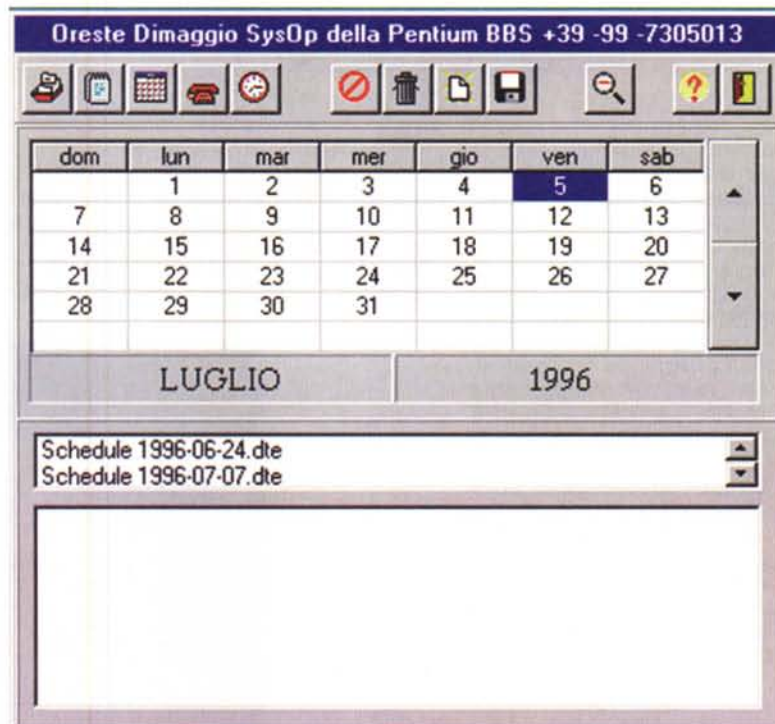 Oreste Dimaggio SysOp della Pentium BBS +39 -99 -7305013
dom lun mar mer gio ven sab
1 2 3 4 5 6
7 8 9 10 11 12 13
14 15 16 17 18 19 20
21 22 23 24 25 26 27
28 29 30 31
LUGLIO 1996
Schedule 1996-06-24.dte
Schedule 1996-07-07.dte